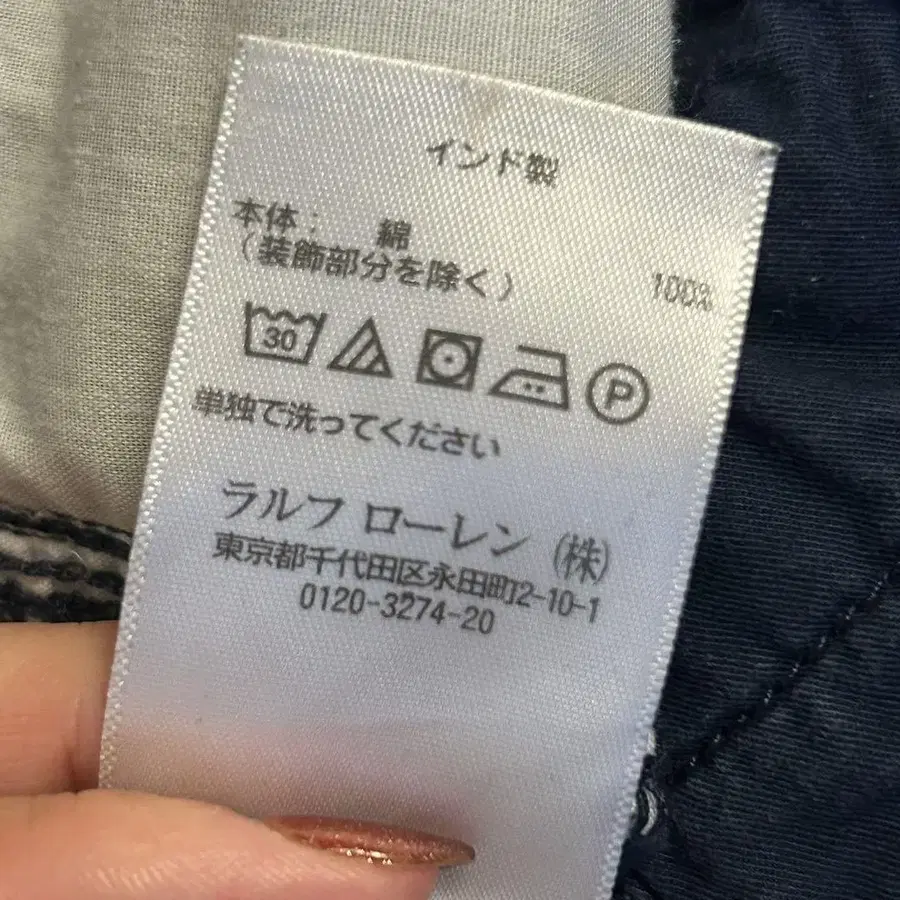 インド製
本体: 綿 100%
(装飾部分を除く)
30 P
単独で洗ってください
ラルフ ローレン (株)
東京都千代田区永田町2-10-1
0120-3274-20